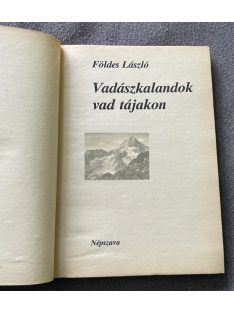 Földes László
Vadászkalandok
vad tájakon
Népszava